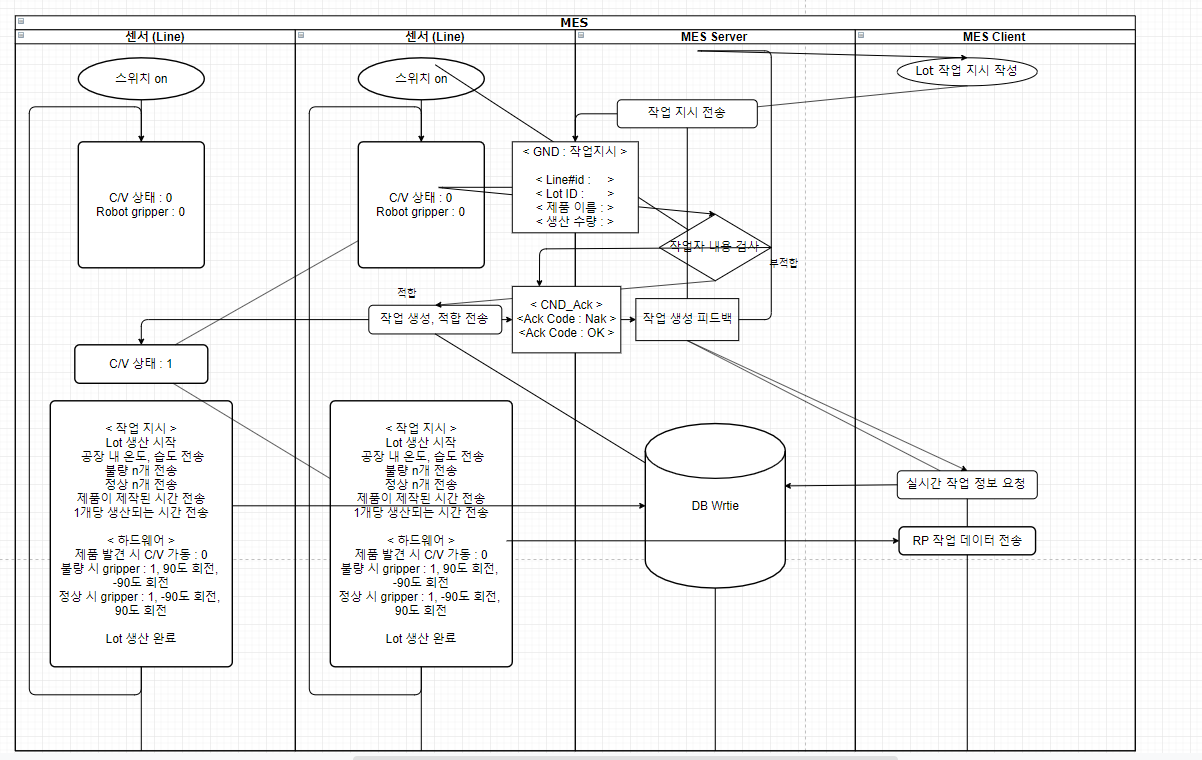 MES
센서 (Line)
센서 (Line)
MES Server
MES Client
스위치 on
스위치 on
Lot 작업 지시 작성
작업 지시 전송
C/V 상태 : 0
Robot gripper : 0
C/V 상태 : 0
Robot gripper : 0
< GND : 작업지시 >
< Line#id : >
< Lot ID : >
< 제품 이름 : >
< 생산 수량 : >
작업자 내용 검사
부적합
적합
작업 생성, 적합 전송
< CND_Ack >
<Ack Code : Nak >
<Ack Code : OK >
작업 생성 피드백
C/V 상태 : 1
< 작업 지시 >
Lot 생산 시작
공장 내 온도, 습도 전송
불량 n개 전송
정상 n개 전송
제품이 제작된 시간 전송
1개당 생산되는 시간 전송
< 하드웨어 >
제품 발견 시 C/V 가동 : 0
불량 시 gripper : 1, 90도 회전,
-90도 회전
정상 시 gripper : 1, -90도 회전,
90도 회전
Lot 생산 완료
< 작업 지시 >
Lot 생산 시작
공장 내 온도, 습도 전송
불량 n개 전송
정상 n개 전송
제품이 제작된 시간 전송
1개당 생산되는 시간 전송
< 하드웨어 >
제품 발견 시 C/V 가동 : 0
불량 시 gripper : 1, 90도 회전,
-90도 회전
정상 시 gripper : 1, -90도 회전,
90도 회전
Lot 생산 완료
DB Wrtie
실시간 작업 정보 요청
RP 작업 데이터 전송